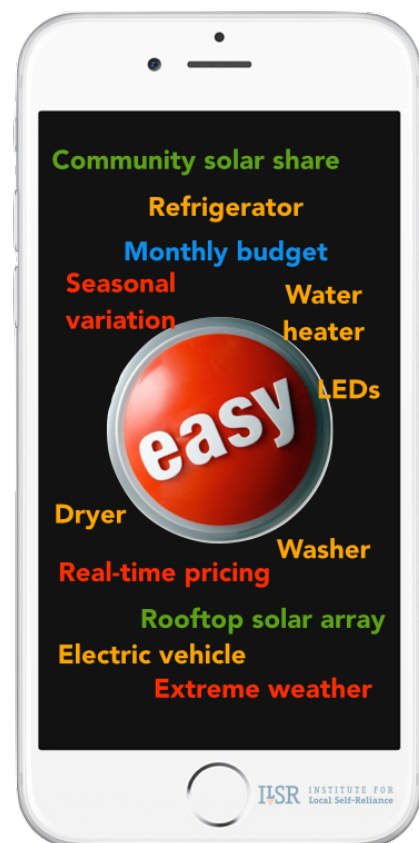 Community solar share
Refrigerator
Monthly budget
Seasonal
variation
Water
heater
LEDs
easy
Dryer
Washer
Real-time pricing
Rooftop solar array
Electric vehicle
Extreme weather
ILSR INSTITUTE FOR
Local Self-Reliance